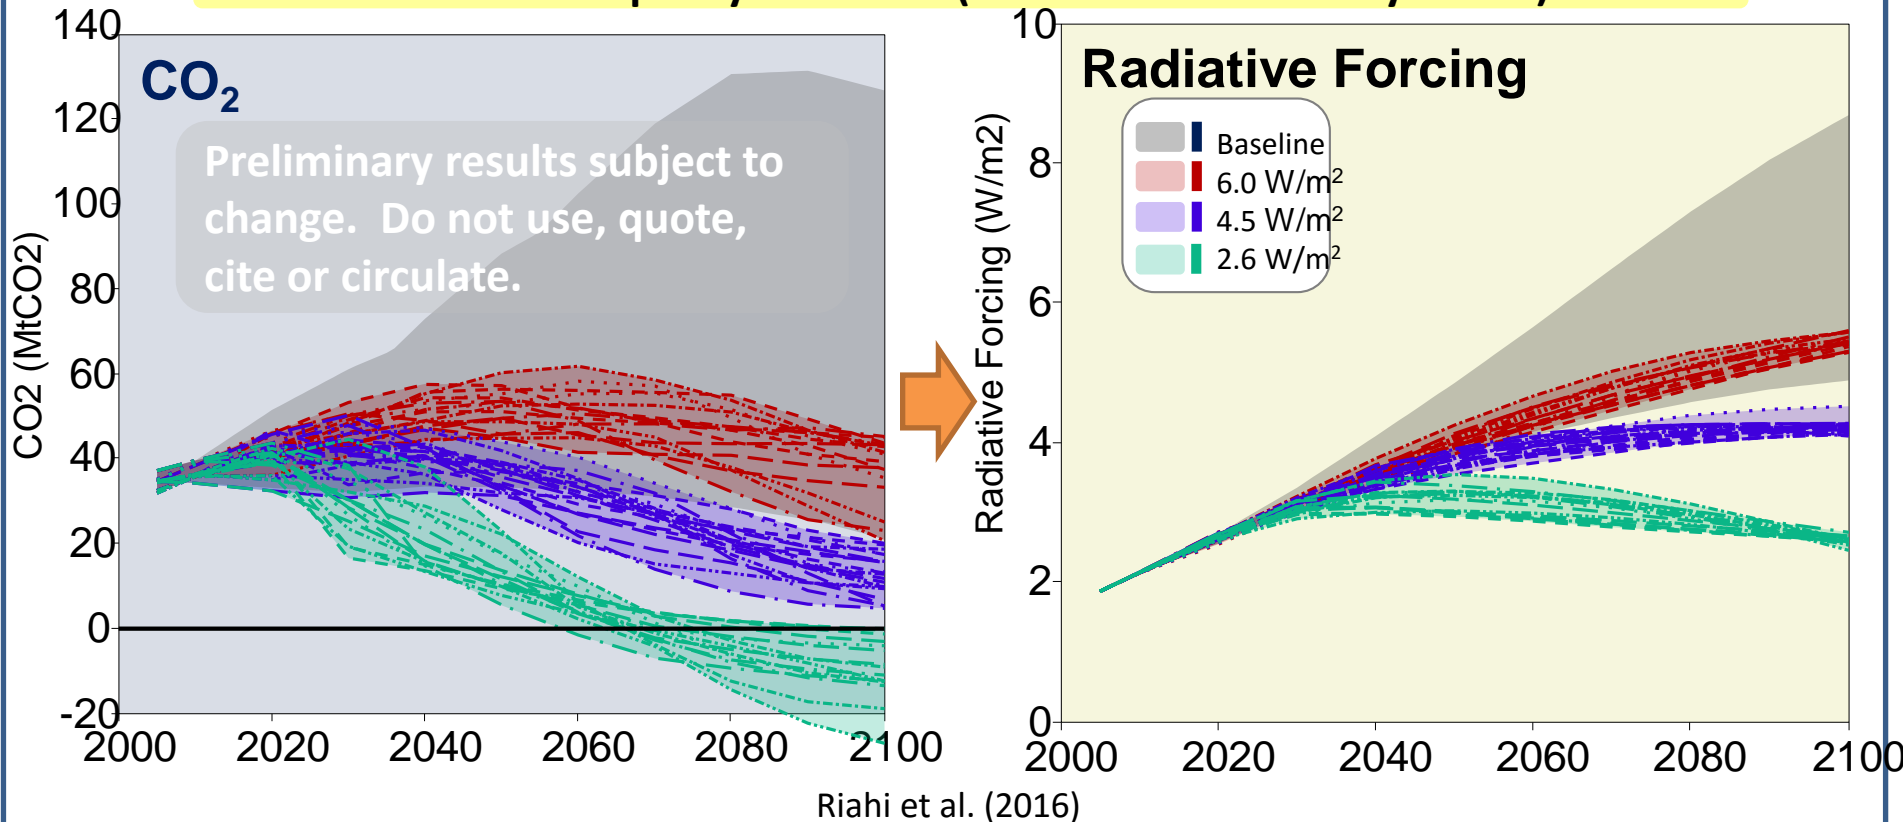 140
120
100
80
60
40
20
0
-20
CO2 (MtCO2)
CO2
Preliminary results subject to
change. Do not use, quote,
cite or circulate.
2000 2020 2040 2060 2080 2100
10
8
6
4
2
0
Radiative Forcing (W/m2)
Radiative Forcing
Baseline
6.0 W/m2
4.5 W/m2
2.6 W/m2
2000 2020 2040 2060 2080 2100
Riahi et al. (2016)